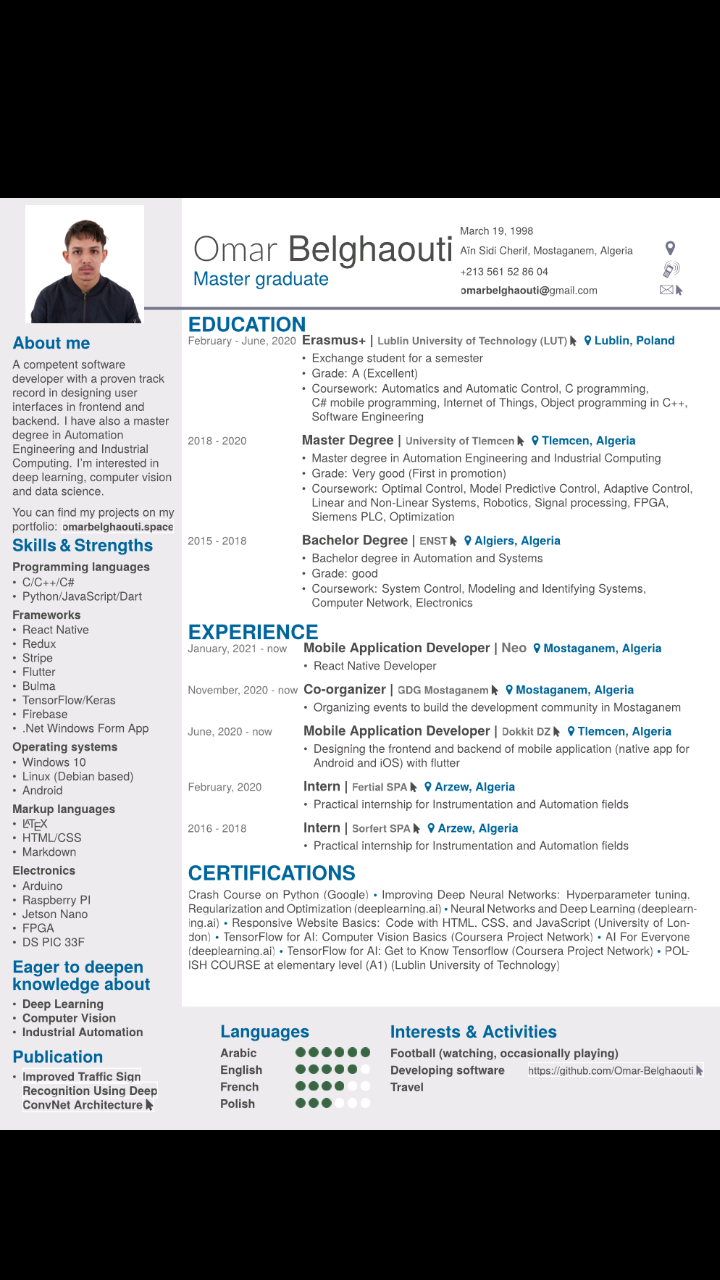 Omar Belghaouti
Master graduate
March 19, 1998
Aïn Sidi Cherif, Mostaganem, Algeria
+213 561 52 86 04
omarbelghaouti@gmail.com
About me
A competent software
developer with a proven track
record in designing user
interfaces in frontend and
backend. I have also a master
degree in Automation
Engineering and Industrial
Computing. I'm interested in
deep learning, computer vision
and data science.
You can find my projects on my
portfolio: omarbelghaouti.space
Skills & Strengths
Programming languages
• C/C++/C#
• Python/JavaScript/Dart
Frameworks
• React Native
• Redux
• Stripe
• Flutter
• Bulma
• TensorFlow/Keras
• Firebase
• .Net Windows Form App
Operating systems
• Windows 10
• Linux (Debian based)
• Android
Markup languages
• LATEX
• HTML/CSS
• Markdown
Electronics
• Arduino
• Raspberry PI
• Jetson Nano
• FPGA
• DS PIC 33F
Eager to deepen
knowledge about
• Deep Learning
• Computer Vision
• Industrial Automation
Publication
• Improved Traffic Sign
Recognition Using Deep
ConvNet Architecture
EDUCATION
February - June, 2020 Erasmus+ | Lublin University of Technology (LUT) Lublin, Poland
• Exchange student for a semester
• Grade: A (Excellent)
• Coursework: Automatics and Automatic Control, C programming,
C# mobile programming, Internet of Things, Object programming in C++,
Software Engineering
2018 - 2020 Master Degree | University of Tlemcen Tlemcen, Algeria
• Master degree in Automation Engineering and Industrial Computing
• Grade: Very good (First in promotion)
• Coursework: Optimal Control, Model Predictive Control, Adaptive Control,
Linear and Non-Linear Systems, Robotics, Signal processing, FPGA,
Siemens PLC, Optimization
2015 - 2018 Bachelor Degree | ENST Algiers, Algeria
• Bachelor degree in Automation and Systems
• Grade: good
• Coursework: System Control, Modeling and Identifying Systems,
Computer Network, Electronics
EXPERIENCE
January, 2021 - now Mobile Application Developer | Neo Mostaganem, Algeria
• React Native Developer
November, 2020 - now Co-organizer | GDG Mostaganem Mostaganem, Algeria
• Organizing events to build the development community in Mostaganem
June, 2020 - now Mobile Application Developer | Dokkit DZ Tlemcen, Algeria
• Designing the frontend and backend of mobile application (native app for
Android and iOS) with flutter
February, 2020 Intern | Fertial SPA Arzew, Algeria
• Practical internship for Instrumentation and Automation fields
2016 - 2018 Intern | Sorfert SPA Arzew, Algeria
• Practical internship for Instrumentation and Automation fields
CERTIFICATIONS
Crash Course on Python (Google) • Improving Deep Neural Networks: Hyperparameter tuning,
Regularization and Optimization (deeplearning.ai) • Neural Networks and Deep Learning (deeplearn-
ing.ai) • Responsive Website Basics: Code with HTML, CSS, and JavaScript (University of Lon-
don) • TensorFlow for AI: Computer Vision Basics (Coursera Project Network) • AI For Everyone
(deeplearning.ai) • TensorFlow for AI: Get to Know Tensorflow (Coursera Project Network) • POL-
ISH COURSE at elementary level (A1) (Lublin University of Technology)
Languages
Arabic
English
French
Polish
Interests & Activities
Football (watching, occasionally playing)
Developing software https://github.com/Omar-Belghaouti
Travel